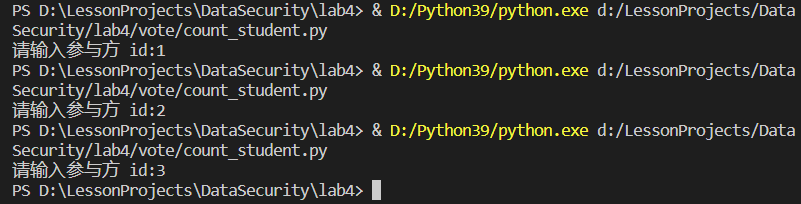 PS D:\LessonProjects\DataSecurity\lab4> & D:/Python39/python.exe d:/LessonProjects/Data
Security/lab4/vote/count_student.py
请输入参与方 id:1
PS D:\LessonProjects\DataSecurity\lab4> & D:/Python39/python.exe d:/LessonProjects/Data
Security/lab4/vote/count_student.py
请输入参与方 id:2
PS D:\LessonProjects\DataSecurity\lab4> & D:/Python39/python.exe d:/LessonProjects/Data
Security/lab4/vote/count_student.py
请输入参与方 id:3
PS D:\LessonProjects\DataSecurity\lab4>